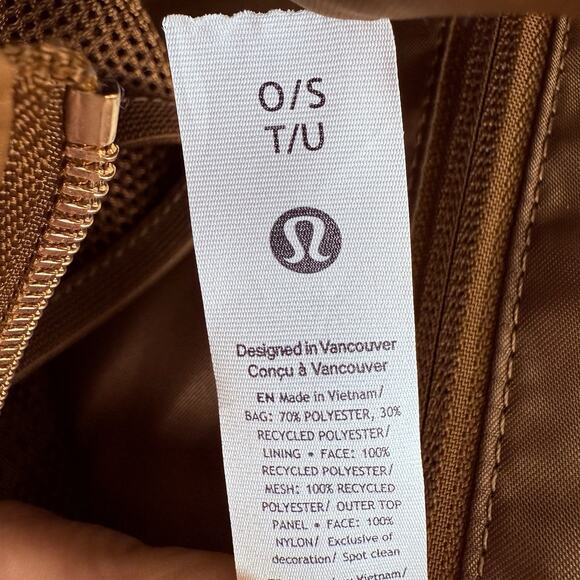 O/S
T/U
Designed in Vancouver
Conçu à Vancouver
EN Made in Vietnam/
BAG: 70% POLYESTER, 30%
RECYCLED POLYESTER/
LINING • FACE: 100%
RECYCLED POLYESTER/
MESH: 100% RECYCLED
POLYESTER/ OUTER TOP
PANEL • FACE: 100%
NYLON/ Exclusive of
decoration/ Spot clean
Vietnam/